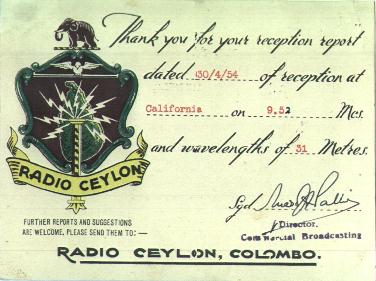 Thank you for your reception report
dated 30/4/54 of reception at
California on 9.52 Mcs.
and wavelengths of 31 Metres.
RADIO CEYLON
Sgd
Director.
Commercial Broadcasting
FURTHER REPORTS AND SUGGESTIONS
ARE WELCOME, PLEASE SEND THEM TO:—
RADIO CEYLON, COLOMBO.